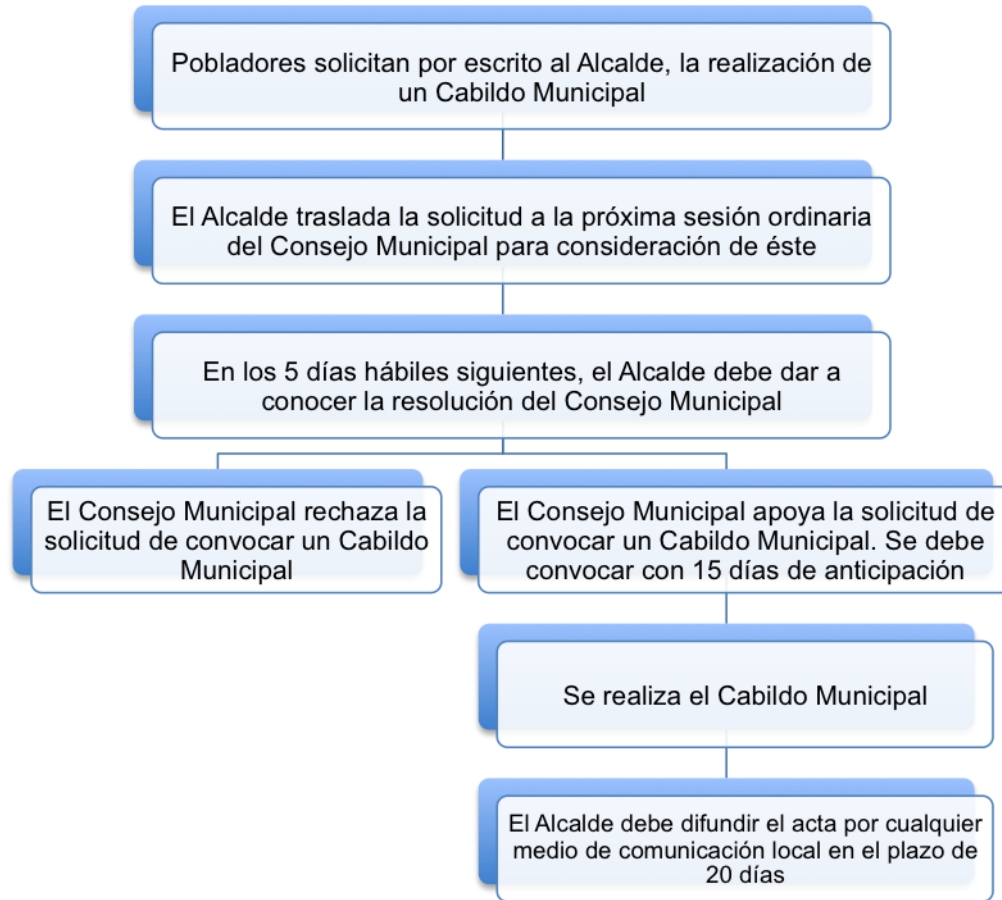 Pobladores solicitan por escrito al Alcalde, la realización de
un Cabildo Municipal
El Alcalde traslada la solicitud a la próxima sesión ordinaria
del Consejo Municipal para consideración de éste
En los 5 días hábiles siguientes, el Alcalde debe dar a
conocer la resolución del Consejo Municipal
El Consejo Municipal rechaza la
solicitud de convocar un Cabildo
Municipal
El Consejo Municipal apoya la solicitud de
convocar un Cabildo Municipal. Se debe
convocar con 15 días de anticipación
Se realiza el Cabildo Municipal
El Alcalde debe difundir el acta por cualquier
medio de comunicación local en el plazo de
20 días